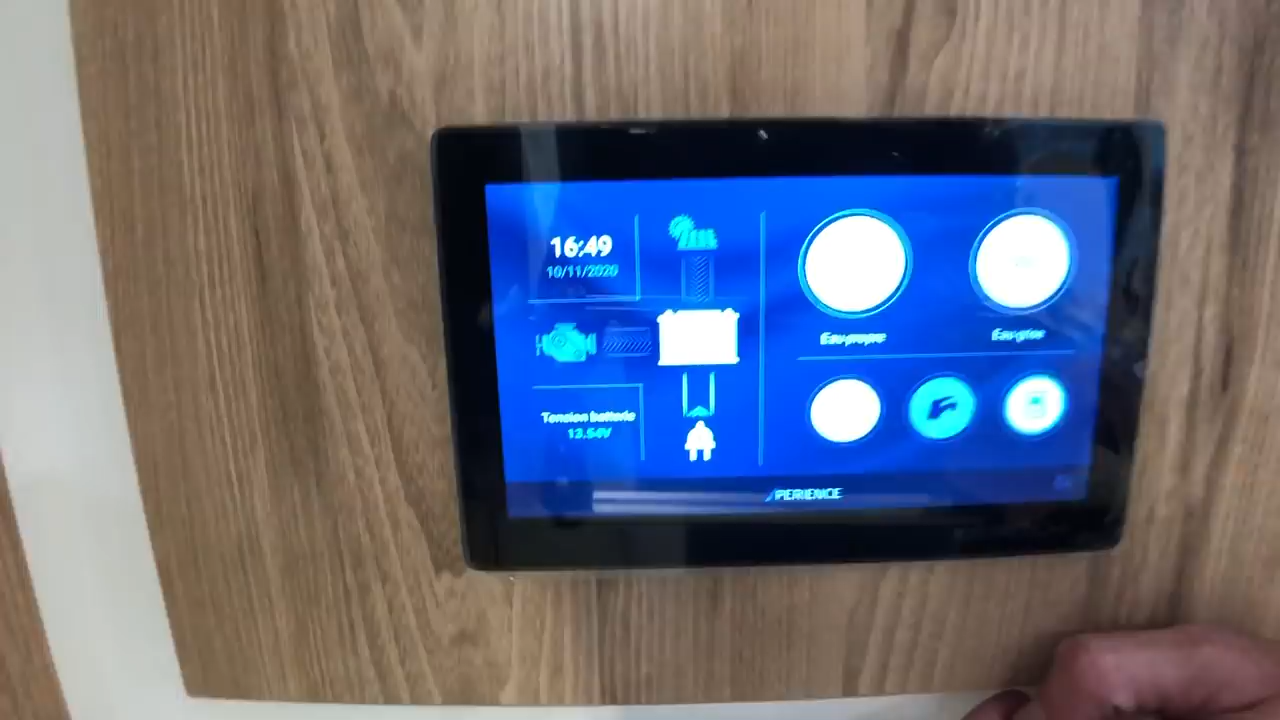 16:49
10/11/2020
Tension batterie
13.54V
Eau propre
Eau grise
XPERIENCE